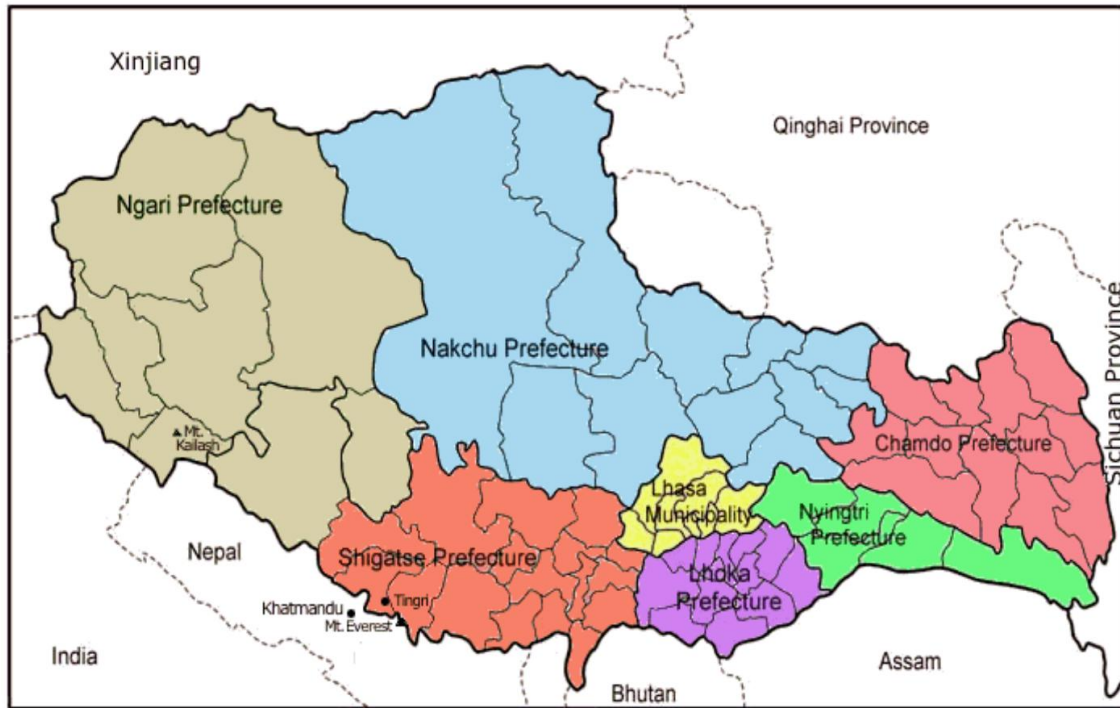 Xinjiang
Qinghai Province
Ngari Prefecture
Sichuan Province
Nakchu Prefecture
Mt.
Kailash
Chamdo Prefecture
Lhasa
Municipality
Nyingtri
Prefecture
Nepal
Shigatse Prefecture
Lhoka
Prefecture
Tingri
Khatmandu
Mt. Everest
India
Assam
Bhutan